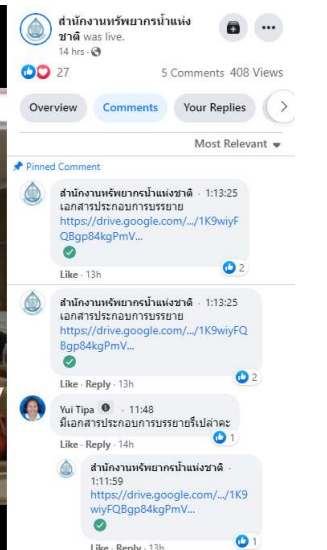 สำนักงานทรัพยากรน้ำแห่ง
ชาติ was live.
14 hrs ·
27 5 Comments 408 Views
Overview Comments Your Replies
Most Relevant
Pinned Comment
สำนักงานทรัพยากรน้ำแห่งชาติ · 1:13:25
เอกสารประกอบการบรรยาย
https://drive.google.com/.../1K9wiyF
QBgp84kgPmV...
2
Like · 13h
สำนักงานทรัพยากรน้ำแห่งชาติ · 1:13:25
เอกสารประกอบการบรรยาย
https://drive.google.com/.../1K9wiyFQ
Bgp84kgPmV...
2
Like · Reply · 13h
Yui Tipa · 11:48
มีเอกสารประกอบการบรรยายรึเปล่าคะ
1
Like · Reply · 14h
สำนักงานทรัพยากรน้ำแห่งชาติ ·
1:11:59
https://drive.google.com/.../1K9
wiyFQBgp84kgPmV...
1
Like · Reply · 13h